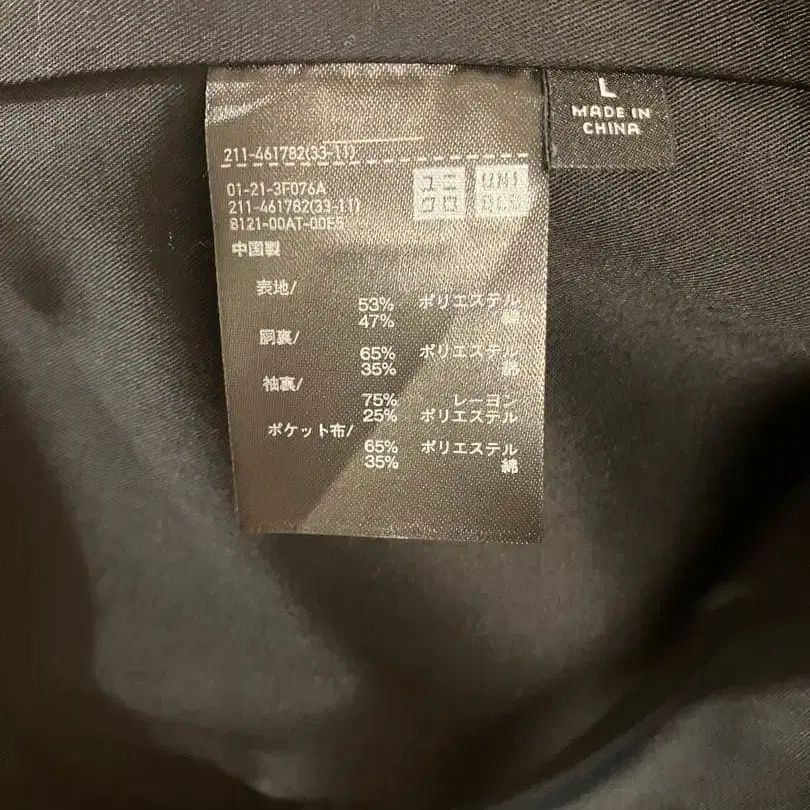 L
MADE IN
CHINA
211-461782(33-11)
01-21-3F076A
211-461782(33-11)
8121-00AT-00E5
ユニ
クロ
UNI
QLO
中国製
表地/
53% ポリエステル
47% 綿
胴裏/
65% ポリエステル
35% 綿
袖裏/
75% レーヨン
25% ポリエステル
ポケット布/
65% ポリエステル
35% 綿